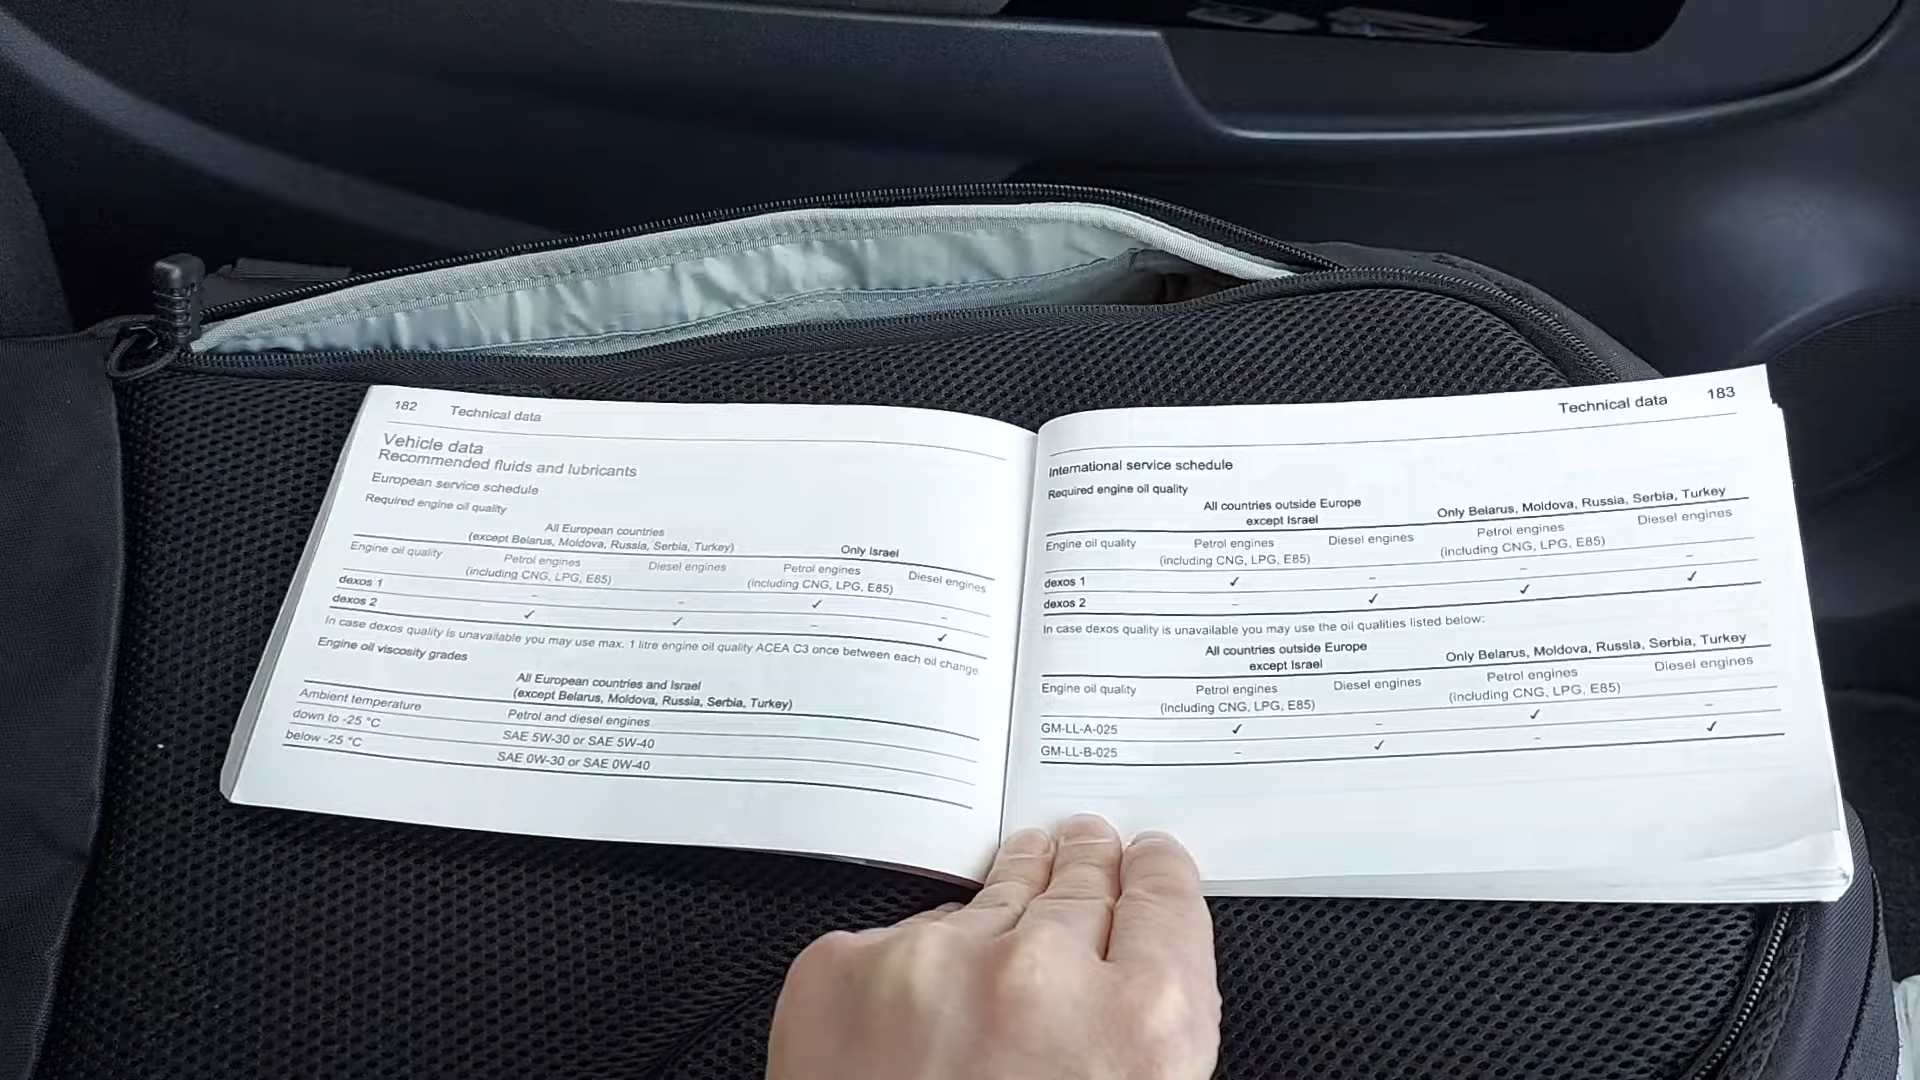 182 Technical data
Vehicle data
Recommended fluids and lubricants
European service schedule
Required engine oil quality
All European countries
(except Belarus, Moldova, Russia, Serbia, Turkey) Only Israel
Engine oil quality Petrol engines Diesel engines Petrol engines Diesel engines
(including CNG, LPG, E85) (including CNG, LPG, E85)
dexos 1 – – ✓ –
dexos 2 ✓ ✓ – ✓
In case dexos quality is unavailable you may use max. 1 litre engine oil quality ACEA C3 once between each oil change.
Engine oil viscosity grades
All European countries and Israel
(except Belarus, Moldova, Russia, Serbia, Turkey)
Ambient temperature Petrol and diesel engines
down to -25 °C SAE 5W-30 or SAE 5W-40
below -25 °C SAE 0W-30 or SAE 0W-40
Technical data 183
International service schedule
Required engine oil quality
All countries outside Europe Only Belarus, Moldova, Russia, Serbia, Turkey
except Israel
Engine oil quality Petrol engines Diesel engines Petrol engines Diesel engines
(including CNG, LPG, E85) (including CNG, LPG, E85)
dexos 1 ✓ – – –
dexos 2 – ✓ ✓ ✓
In case dexos quality is unavailable you may use the oil qualities listed below:
All countries outside Europe Only Belarus, Moldova, Russia, Serbia, Turkey
except Israel
Engine oil quality Petrol engines Diesel engines Petrol engines Diesel engines
(including CNG, LPG, E85) (including CNG, LPG, E85)
GM-LL-A-025 ✓ – ✓ –
GM-LL-B-025 – ✓ – ✓